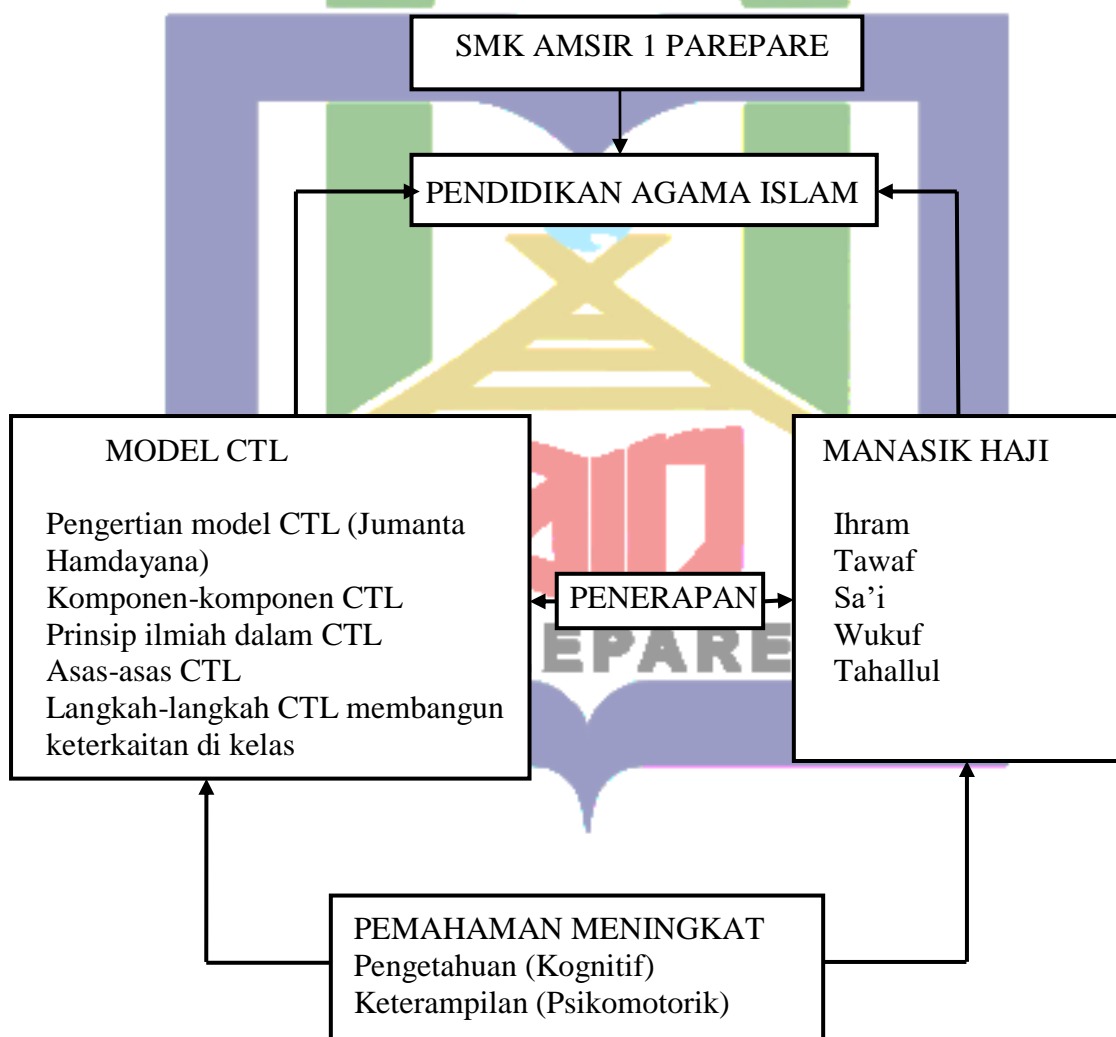 SMK AMSIR 1 PAREPARE
PENDIDIKAN AGAMA ISLAM
MODEL CTL
Pengertian model CTL (Jumanta
Hamdayana)
Komponen-komponen CTL
Prinsip ilmiah dalam CTL
Asas-asas CTL
Langkah-langkah CTL membangun
keterkaitan di kelas
PENERAPAN
EPARE
MANASIK HAJI
Ihram
Tawaf
Sa’i
Wukuf
Tahallul
PEMAHAMAN MENINGKAT
Pengetahuan (Kognitif)
Keterampilan (Psikomotorik)